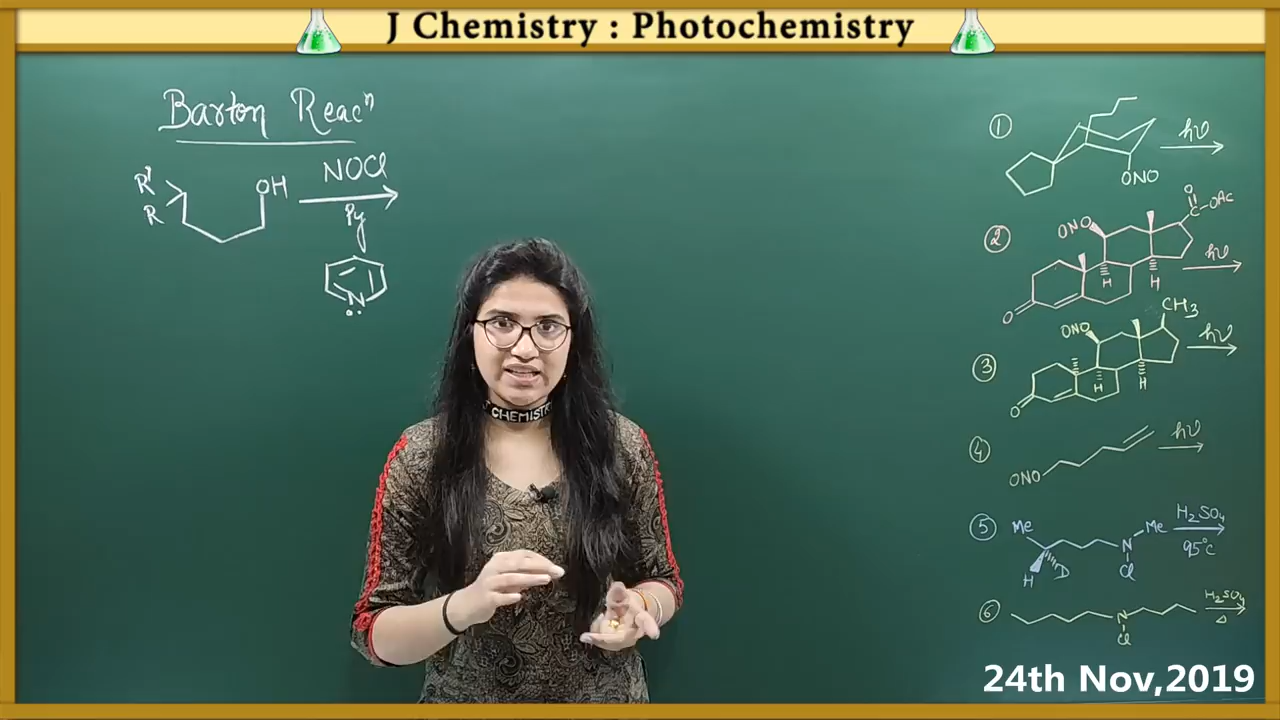 J Chemistry : Photochemistry
Barton Reacⁿ
R'
R
OH
NOCl
Py
N
① hν
ONO
② ONO
O
C-OAc
H H
O
hν
③ ONO
CH3
H H
O
hν
④ ONO
hν
⑤ Me
H D
N-Me
Cl
H2SO4
95°c
⑥ N
Cl
H2SO4
Δ
CHEMISTRY
24th Nov,2019